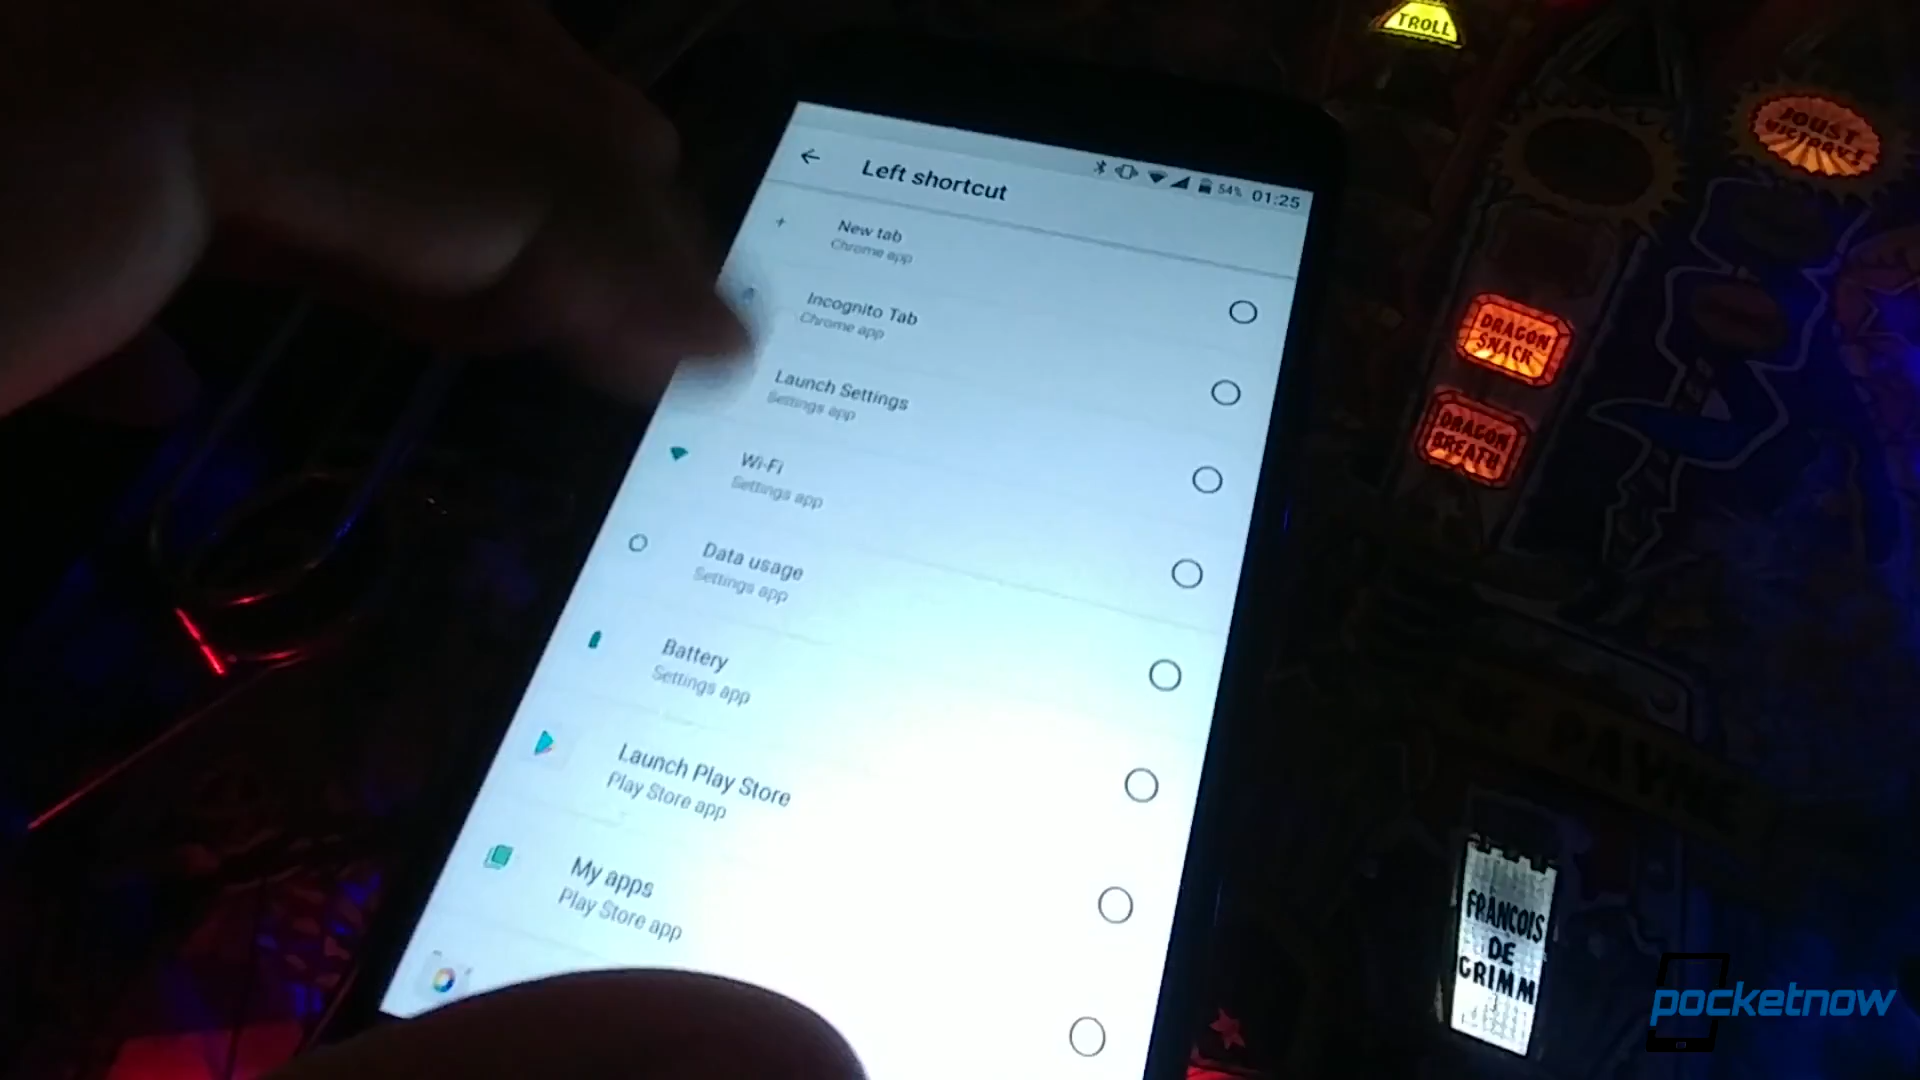 TROLL
JOUST
VICTORY!
54% 01:25
Left shortcut
New tab
Chrome app
Incognito Tab
Chrome app
Launch Settings
Settings app
Wi-Fi
Settings app
Data usage
Settings app
Battery
Settings app
Launch Play Store
Play Store app
My apps
Play Store app
DRAGON
SNACK
DRAGON
BREATH
OF PAYNE
FRANCOIS
DE
GRIMM
pocketnow